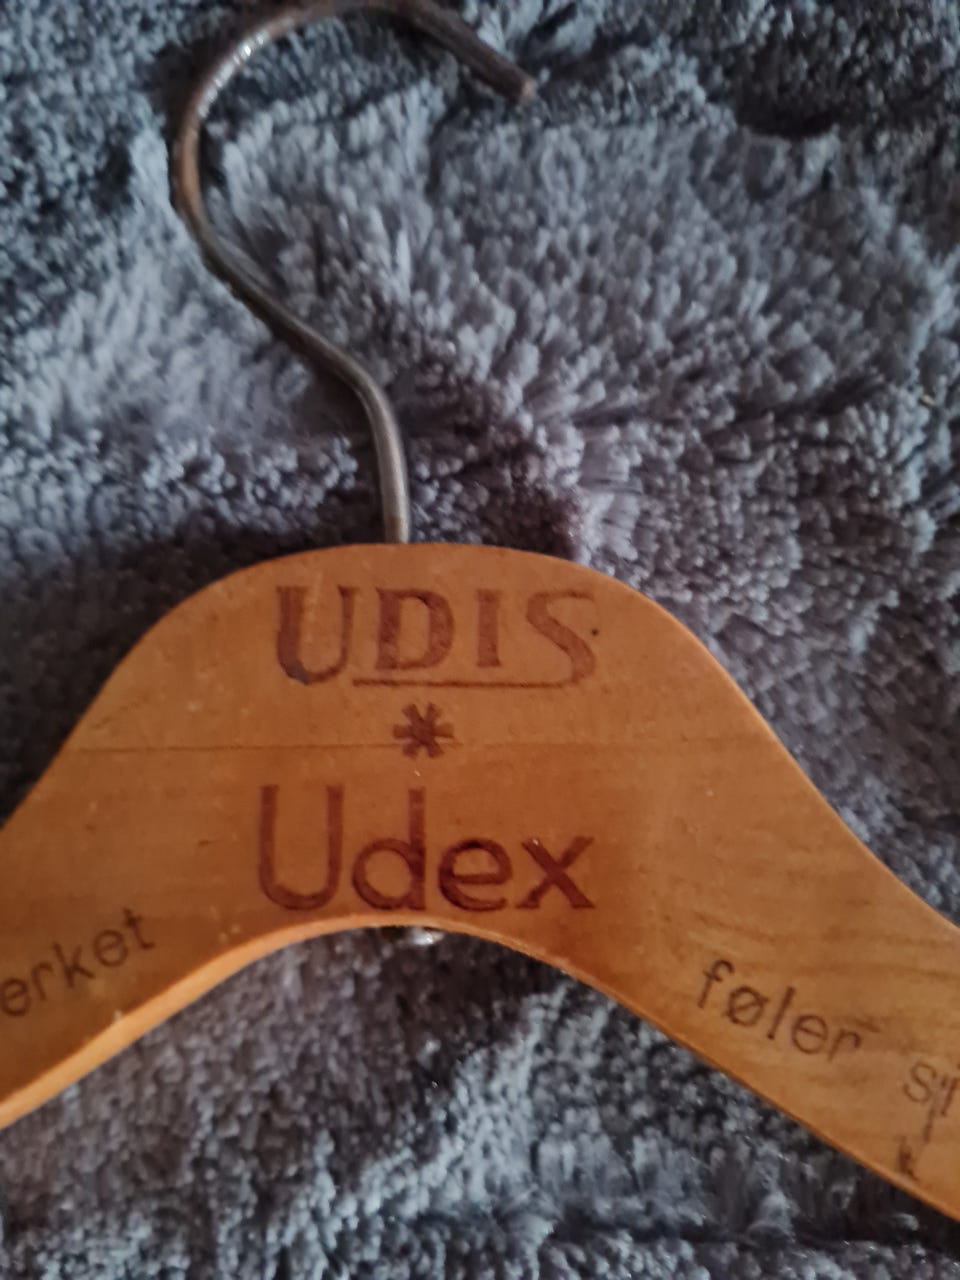 UDIS
*
Udex
erket føler